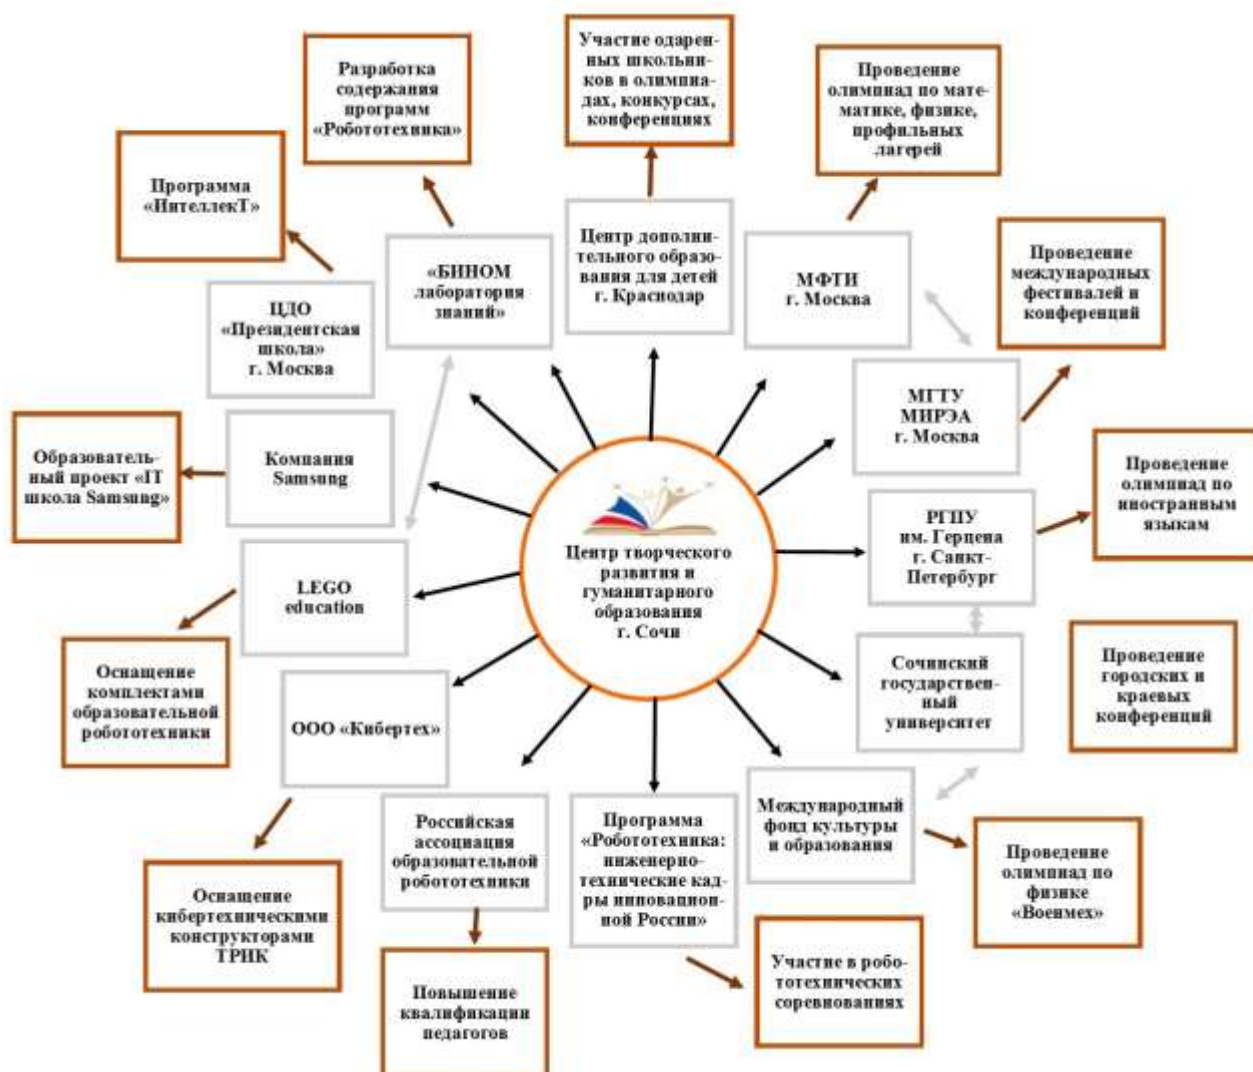 Участие одарен-
ных школьни-
ков в олимпиа-
дах, конкурсах,
конференциях
Разработка
содержания
программ
«Робототехника»
Проведение
олимпиад по мате-
матике, физике,
профильных
лагерей
Программа
«ИнтеллекТ»
Центр дополни-
тельного образо-
вания для детей
г. Краснодар
«БИНОМ
лаборатория
знаний»
МФТИ
г. Москва
Проведение
международных
фестивалей и
конференций
ЦДО
«Президентская
школа»
г. Москва
МГТУ
МИРЭА
г. Москва
Образователь-
ный проект «IT
школа Samsung»
Компания
Samsung
Проведение
олимпиад по
иностранным
языкам
РГПУ
им. Герцена
г. Санкт-
Петербург
Центр творческого
развития и
гуманитарного
образования
г. Сочи
LEGO
education
Оснащение
комплектами
образовательной
робототехники
Сочинский
государствен-
ный
университет
Проведение
городских и
краевых
конференций
ООО «Кибертех»
Российская
ассоциация
образовательной
робототехники
Программа
«Робототехника:
инженерно-
технические кад-
ры инновацион-
ной России»
Международный
фонд культуры
и образования
Проведение
олимпиад по
физике
«Военмех»
Оснащение
кибертехническими
конструкторами
ТРИК
Участие в робо-
тотехнических
соревнованиях
Повышение
квалификации
педагогов